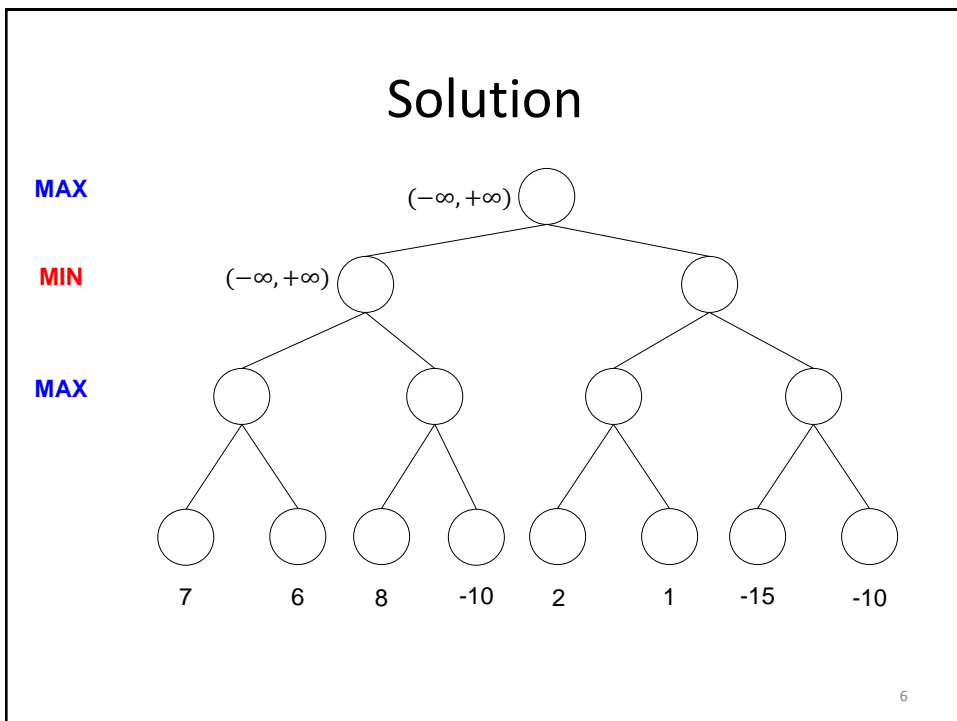 Solution
MAX
(−∞, +∞)
MIN
(−∞, +∞)
MAX
7 6 8 -10 2 1 -15 -10
6